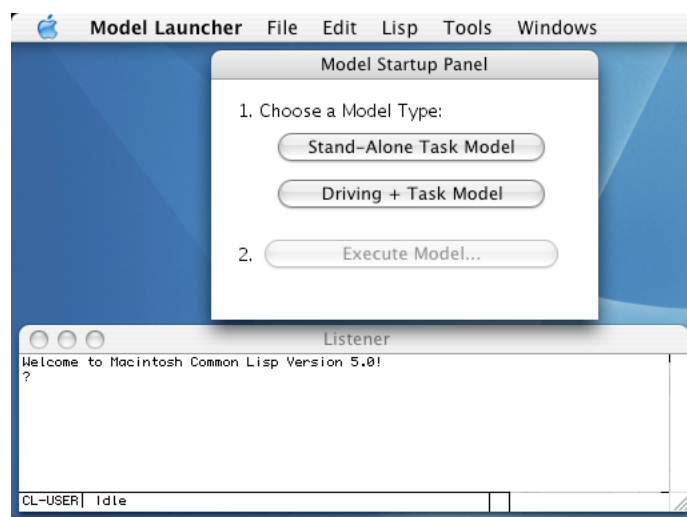 Model Launcher File Edit Lisp Tools Windows
Model Startup Panel
1. Choose a Model Type:
Stand-Alone Task Model
Driving + Task Model
2. Execute Model...
Listener
Welcome to Macintosh Common Lisp Version 5.0!
?
CL-USER Idle